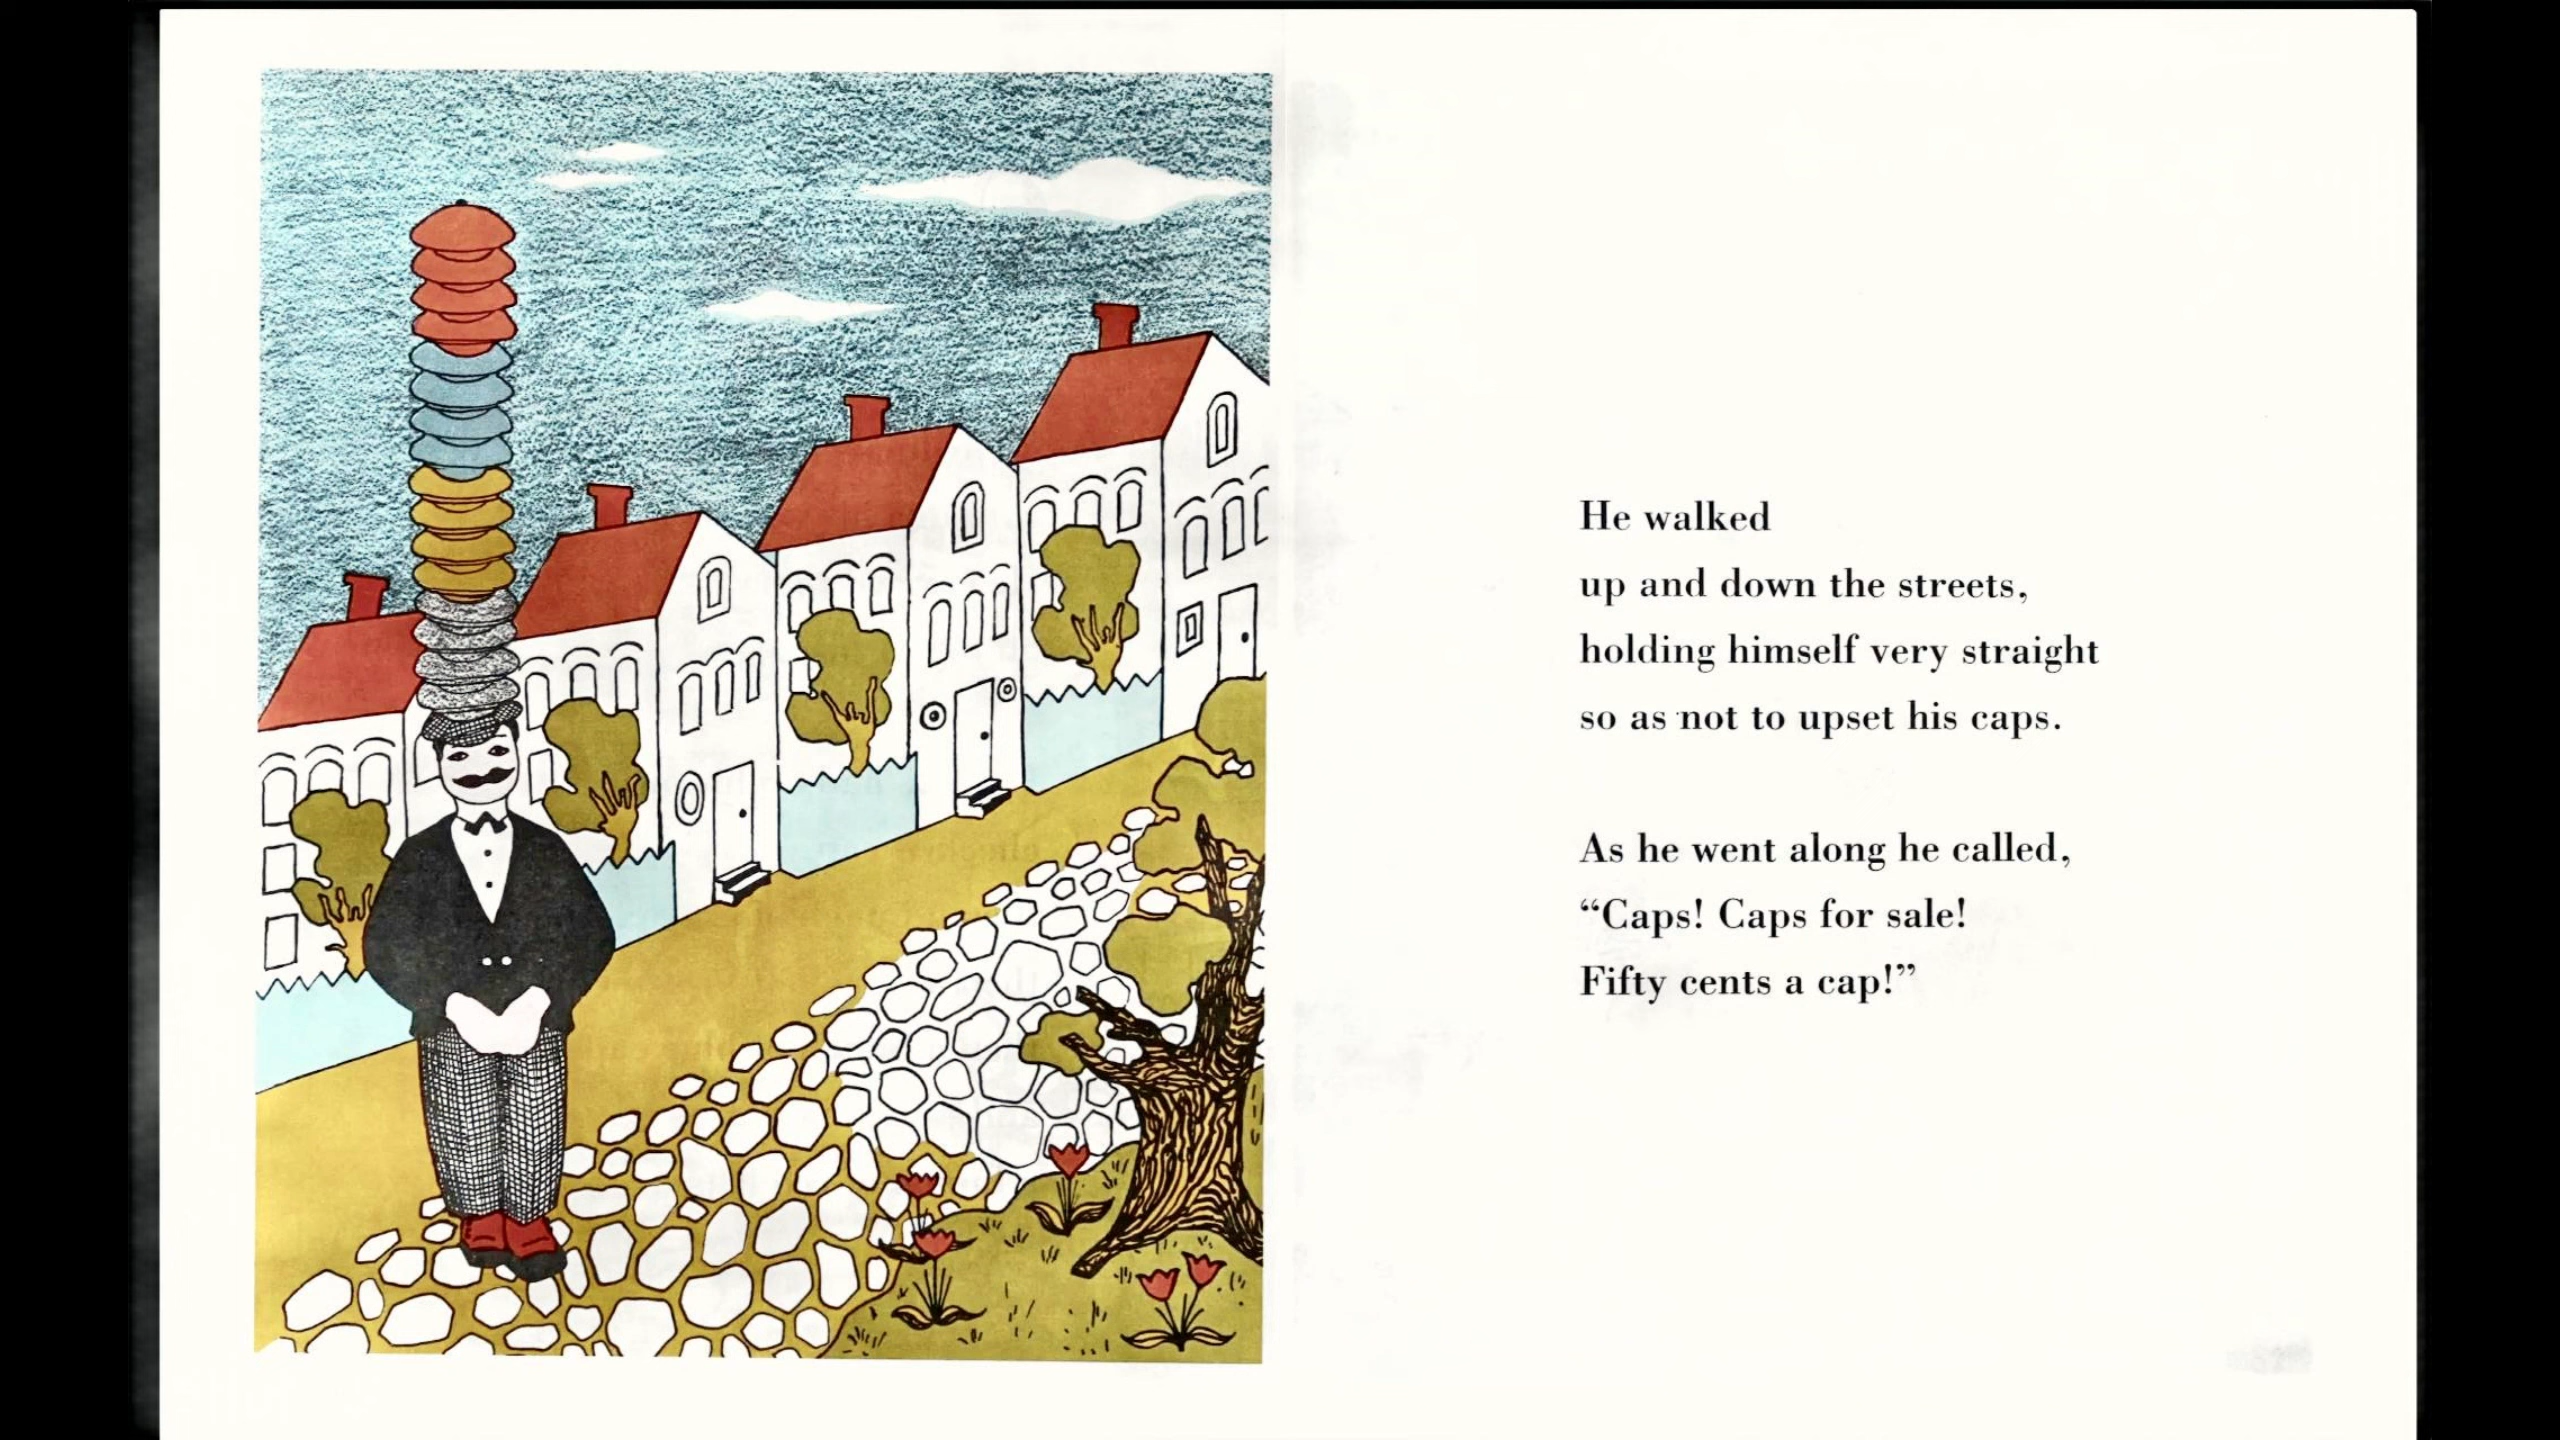 He walked
up and down the streets,
holding himself very straight
so as not to upset his caps.
As he went along he called,
“Caps! Caps for sale!
Fifty cents a cap!”